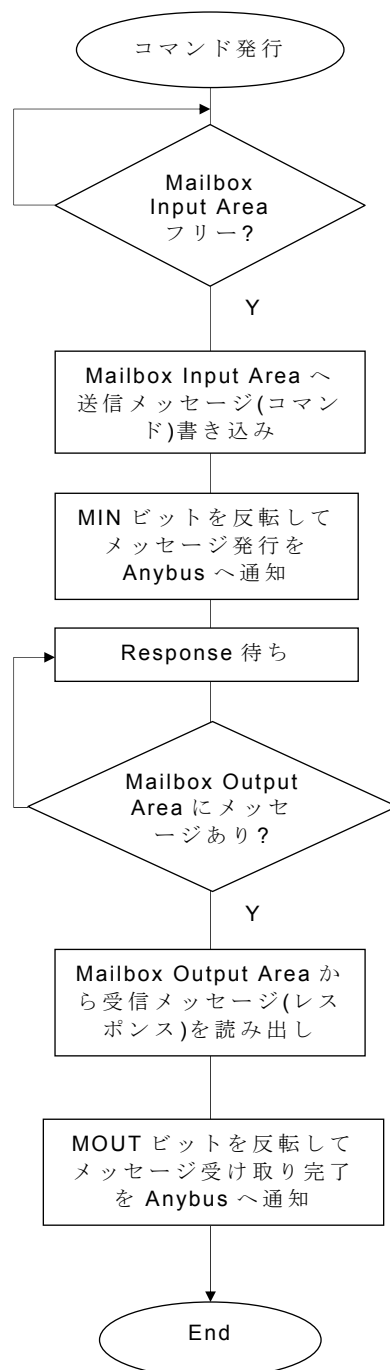 コマンド発行
Mailbox
Input Area
フリー?
Y
Mailbox Input Area へ
送信メッセージ(コマン
ド)書き込み
MIN ビットを反転して
メッセージ発行を
Anybus へ通知
Response 待ち
Mailbox Output
Area にメッセ
ージあり?
Y
Mailbox Output Area か
ら受信メッセージ(レス
ポンス)を読み出し
MOUT ビットを反転して
メッセージ受け取り完了
を Anybus へ通知
End